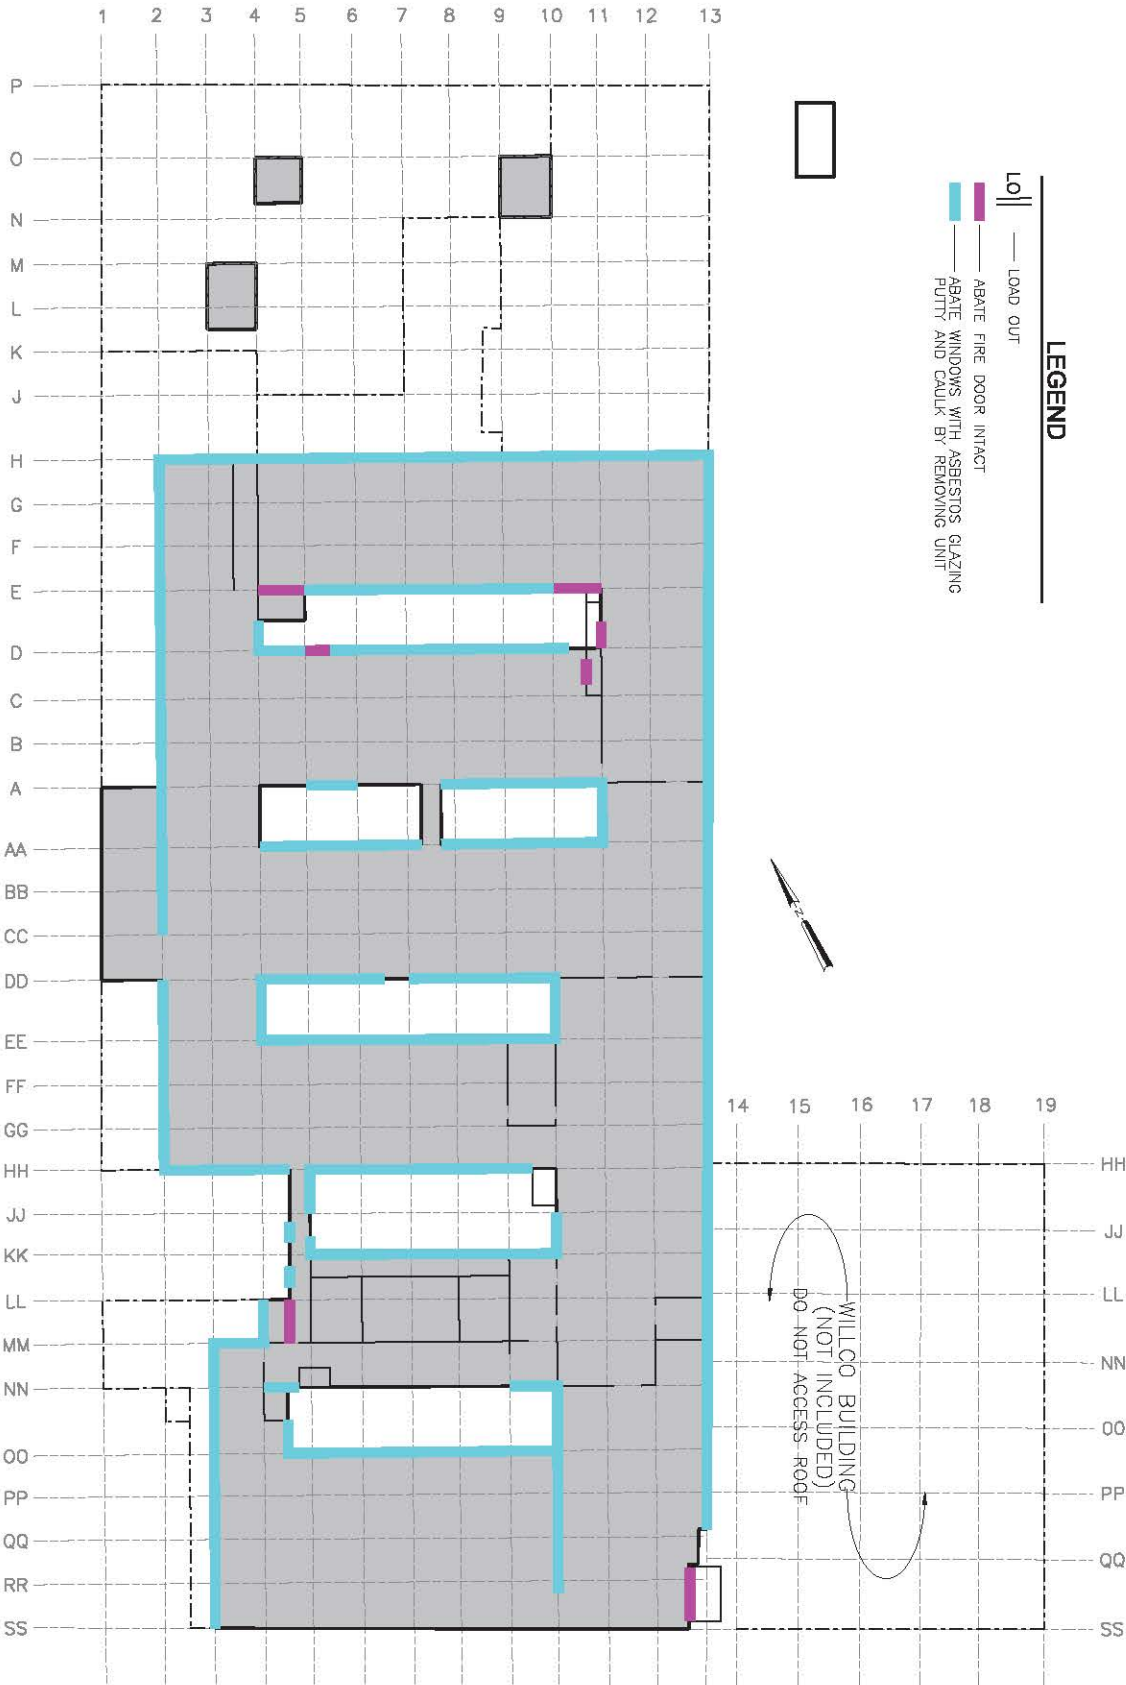 1 2 3 4 5 6 7 8 9 10 11 12 13
P
O
N
M
L
K
J
H
G
F
E
D
C
B
A
AA
BB
CC
DD
EE
FF
GG
HH
JJ
KK
LL
MM
NN
OO
PP
QQ
RR
SS
LEGEND
LO
LOAD OUT
ABATE FIRE DOOR INTACT
ABATE WINDOWS WITH ASBESTOS GLAZING
PUTTY AND CAULK BY REMOVING UNIT
N
14 15 16 17 18 19
HH
JJ
LL
NN
OO
PP
QQ
SS
WILLCO BUILDING
(NOT INCLUDED)
DO NOT ACCESS ROOF